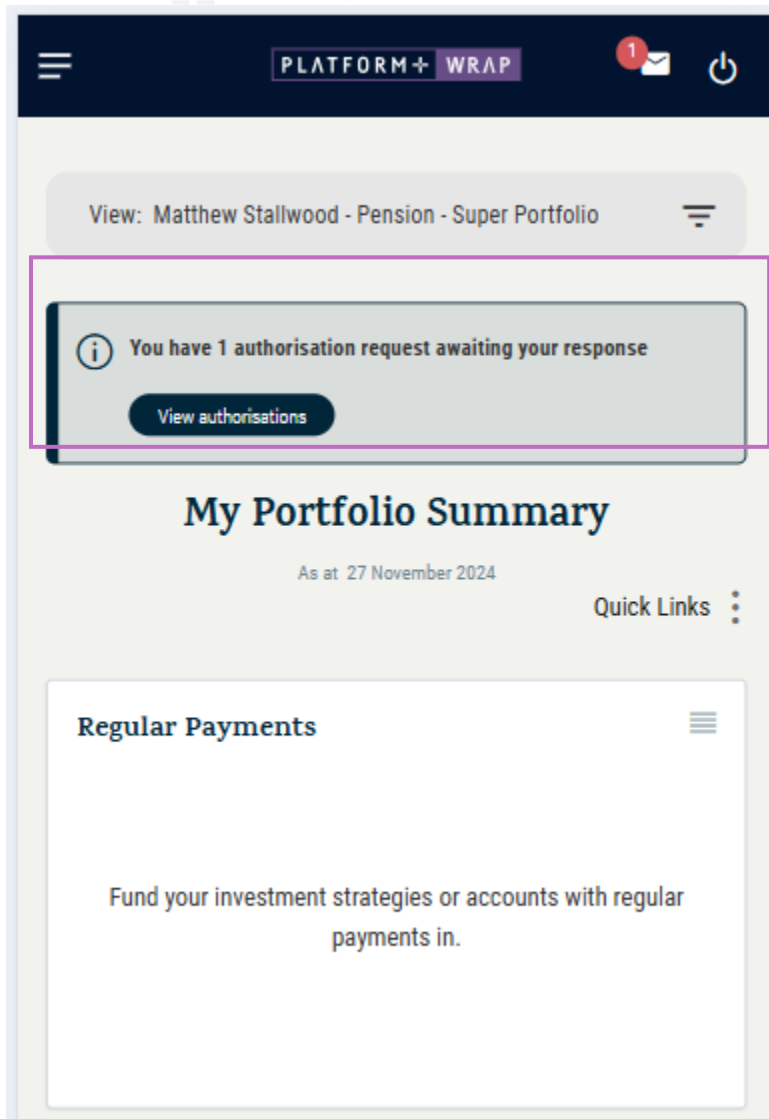 PLATFORM+ WRAP
1
View: Matthew Stallwood - Pension - Super Portfolio
You have 1 authorisation request awaiting your response
View authorisations
My Portfolio Summary
As at 27 November 2024
Quick Links
Regular Payments
Fund your investment strategies or accounts with regular
payments in.